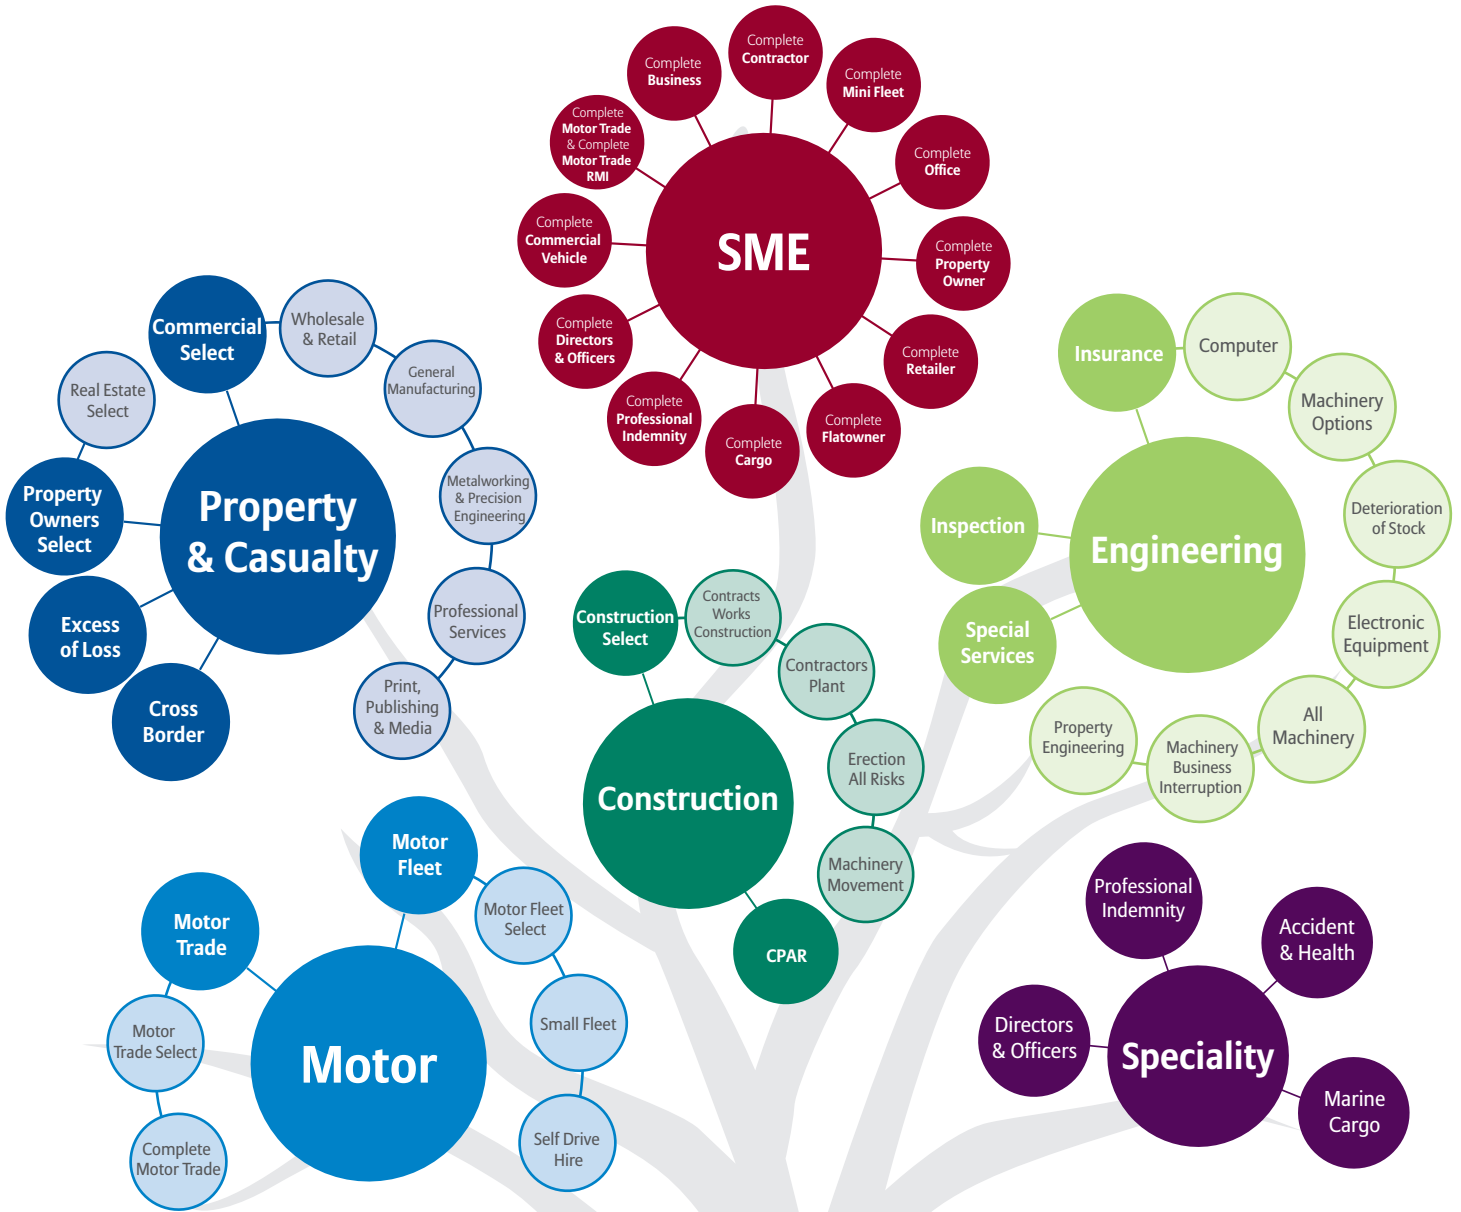 SME
Complete
Contractor
Complete
Mini Fleet
Complete
Office
Complete
Property
Owner
Complete
Retailer
Complete
Flatowner
Complete
Cargo
Complete
Professional
Indemnity
Complete
Directors
& Officers
Complete
Commercial
Vehicle
Complete
Motor Trade
& Complete
Motor Trade
RMI
Complete
Business
Property
& Casualty
Commercial
Select
Wholesale
& Retail
General
Manufacturing
Metalworking
& Precision
Engineering
Professional
Services
Print,
Publishing
& Media
Real Estate
Select
Property
Owners
Select
Excess
of Loss
Cross
Border
Construction
Construction
Select
Contracts
Works
Construction
Contractors
Plant
Erection
All Risks
Machinery
Movement
CPAR
Engineering
Insurance
Computer
Machinery
Options
Deterioration
of Stock
Electronic
Equipment
All
Machinery
Machinery
Business
Interruption
Property
Engineering
Inspection
Special
Services
Motor
Motor
Fleet
Motor Fleet
Select
Small Fleet
Self Drive
Hire
Motor
Trade
Motor
Trade Select
Complete
Motor Trade
Speciality
Professional
Indemnity
Accident
& Health
Directors
& Officers
Marine
Cargo